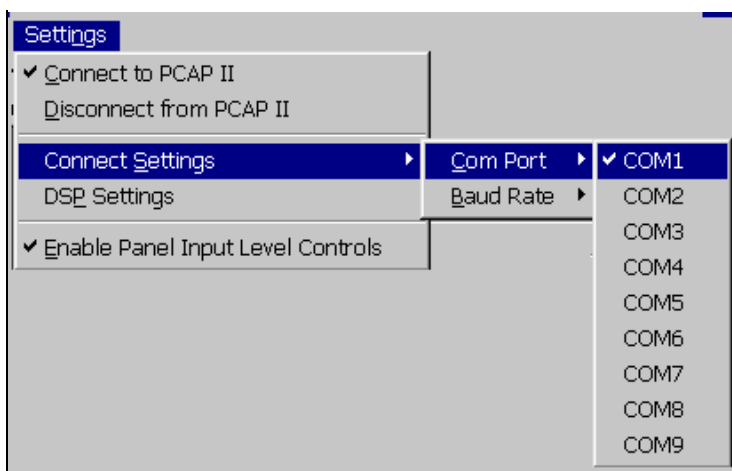 Settings
Connect to PCAP II
Disconnect from PCAP II
Connect Settings
DSP Settings
Enable Panel Input Level Controls
Com Port
Baud Rate
COM1
COM2
COM3
COM4
COM5
COM6
COM7
COM8
COM9